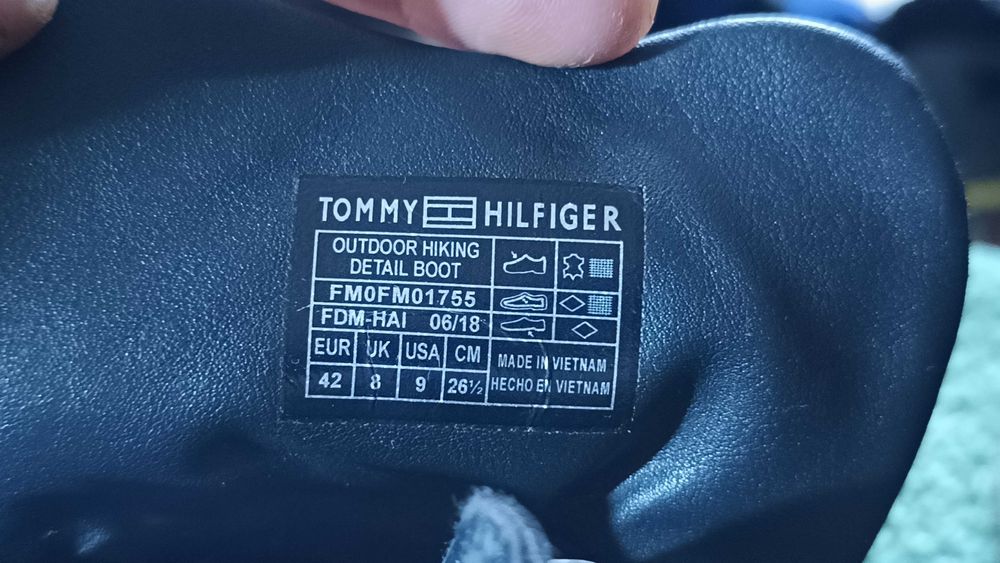 TOMMY HILFIGER
OUTDOOR HIKING
DETAIL BOOT
FM0FM01755
FDM-HAI 06/18
EUR UK USA CM
42 8 9 26½
MADE IN VIETNAM
HECHO EN VIETNAM